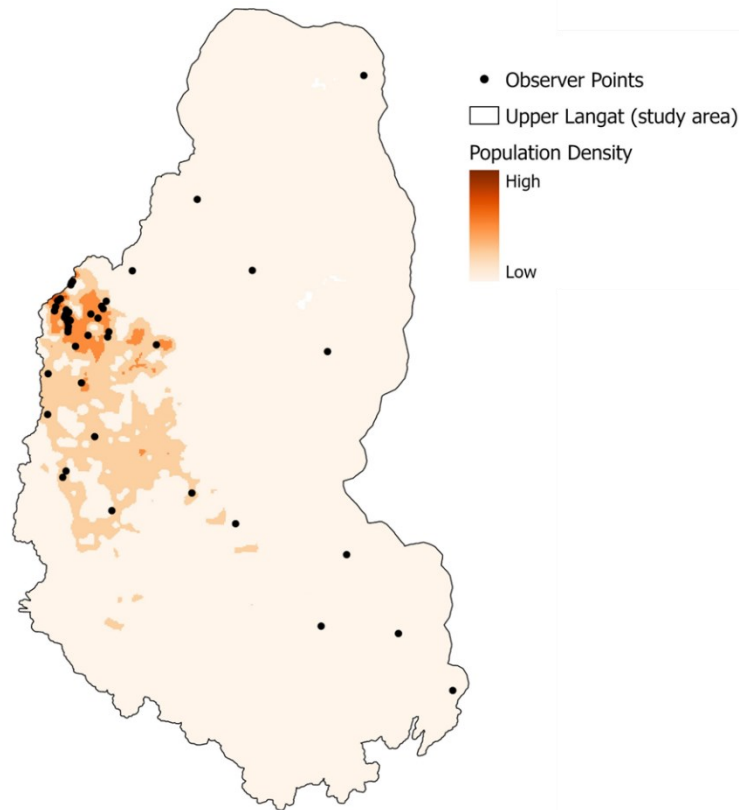 Observer Points
Upper Langat (study area)
Population Density
High
Low